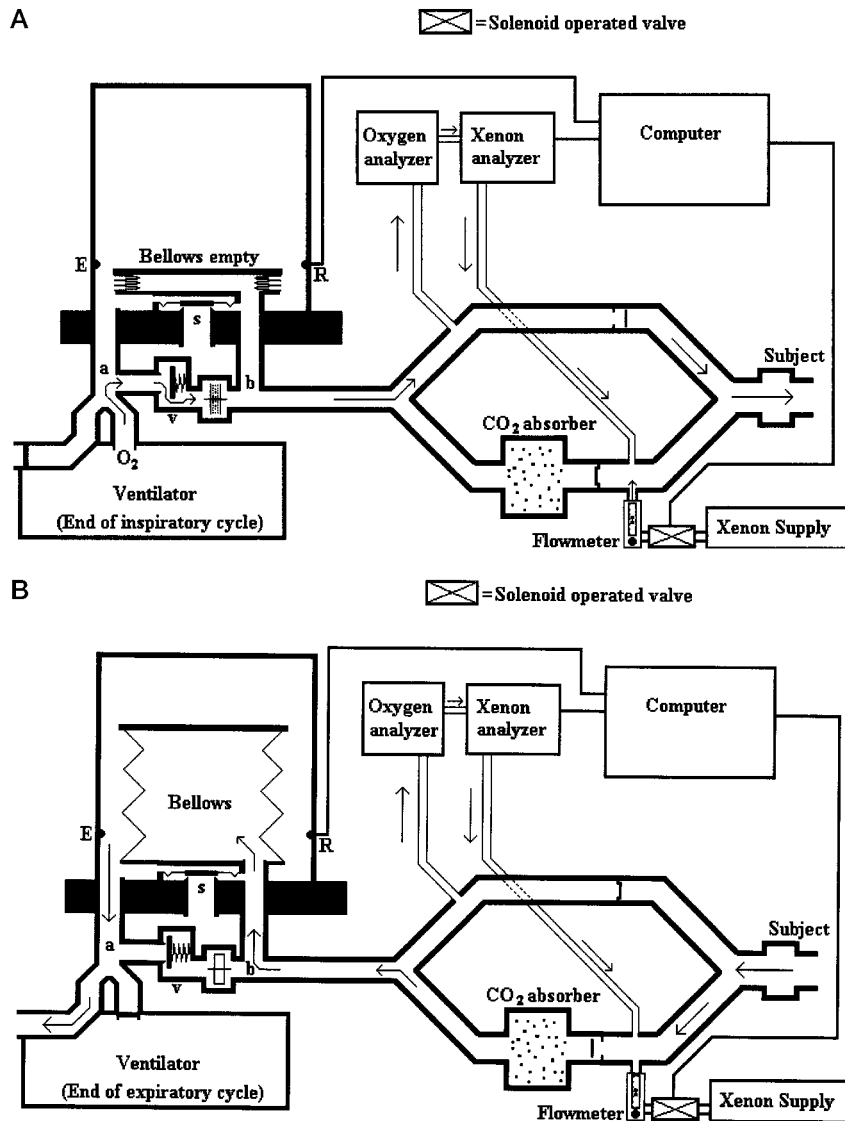 A
=Solenoid operated valve
Oxygen
analyzer
Xenon
analyzer
Computer
E
Bellows empty
R
s
a
b
v
Subject
CO2 absorber
O2
Ventilator
(End of inspiratory cycle)
Flowmeter
Xenon Supply
B
=Solenoid operated valve
Oxygen
analyzer
Xenon
analyzer
Computer
Bellows
E
R
s
a
b
v
Subject
CO2 absorber
Ventilator
(End of expiratory cycle)
Flowmeter
Xenon Supply